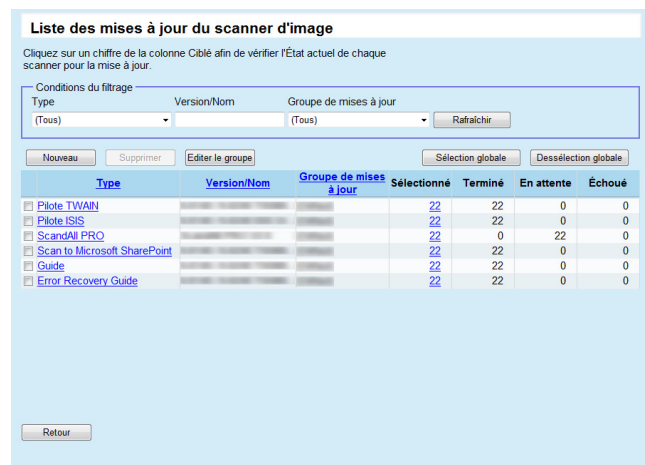 Liste des mises à jour du scanner d'image
Cliquez sur un chiffre de la colonne Ciblé afin de vérifier l'État actuel de chaque
scanner pour la mise à jour.
Conditions du filtrage
Type Version/Nom Groupe de mises à jour
(Tous) (Tous) Rafraîchir
Nouveau Supprimer Editer le groupe Sélection globale Dessélection globale
Type Version/Nom Groupe de mises à jour Sélectionné Terminé En attente Échoué
Pilote TWAIN 22 22 0 0
Pilote ISIS 22 22 0 0
ScandAll PRO 22 0 22 0
Scan to Microsoft SharePoint 22 22 0 0
Guide 22 22 0 0
Error Recovery Guide 22 22 0 0
Retour